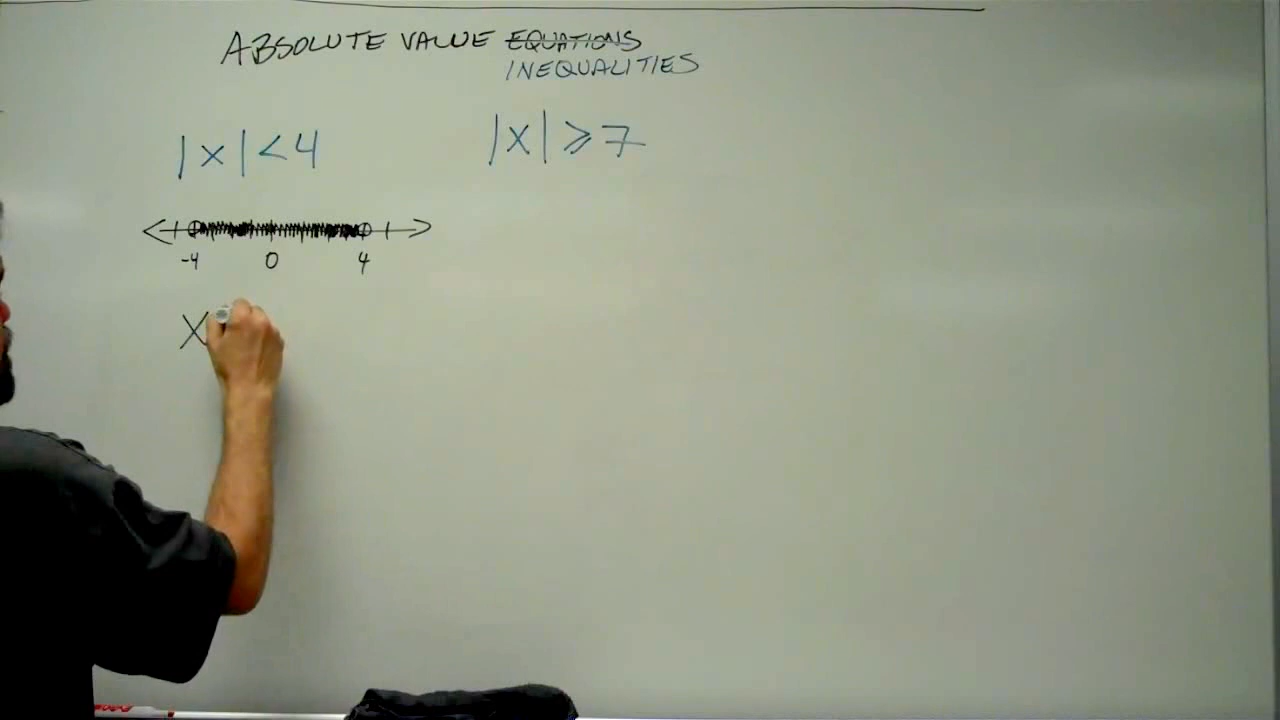 ABSOLUTE VALUE EQUATIONS
INEQUALITIES
|x| < 4
|x| ⩾ 7
-4 0 4
X